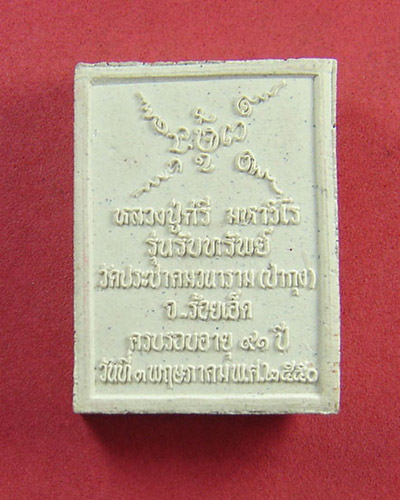 หลวงปู่ศรี มหาวีโร
รุ่นรับทรัพย์
วัดประชาคมวนาราม (ป่ากุง)
จ.ร้อยเอ็ด
ครบรอบอายุ ๙๑ ปี
วันที่ ๓ พฤษภาคม พ.ศ.๒๕๕๐